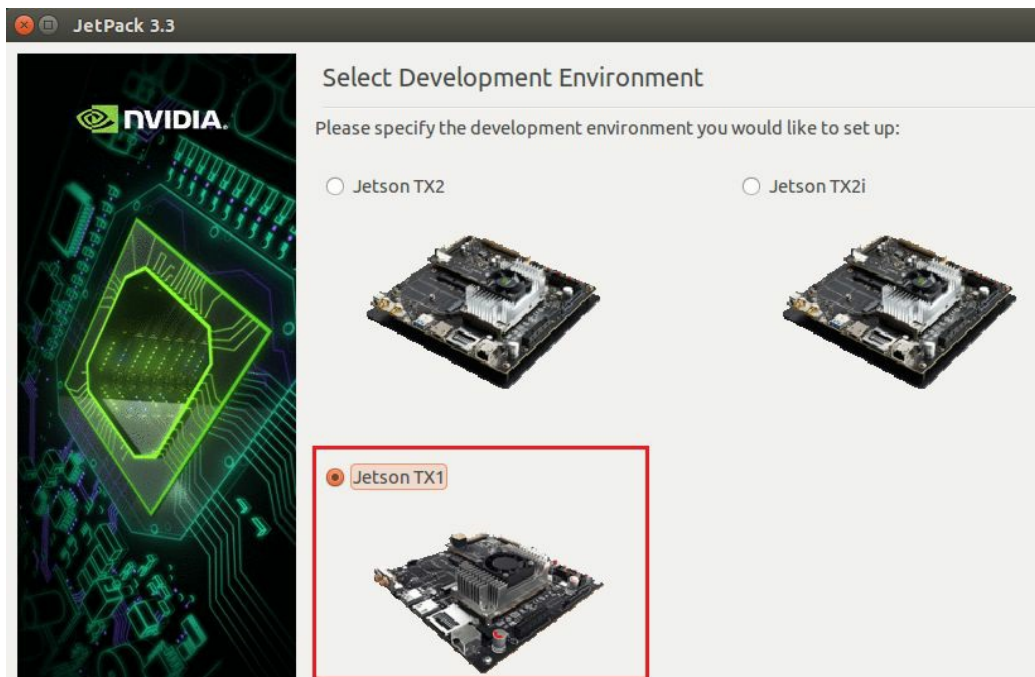 JetPack 3.3
NVIDIA.
Select Development Environment
Please specify the development environment you would like to set up:
Jetson TX2
Jetson TX2i
Jetson TX1